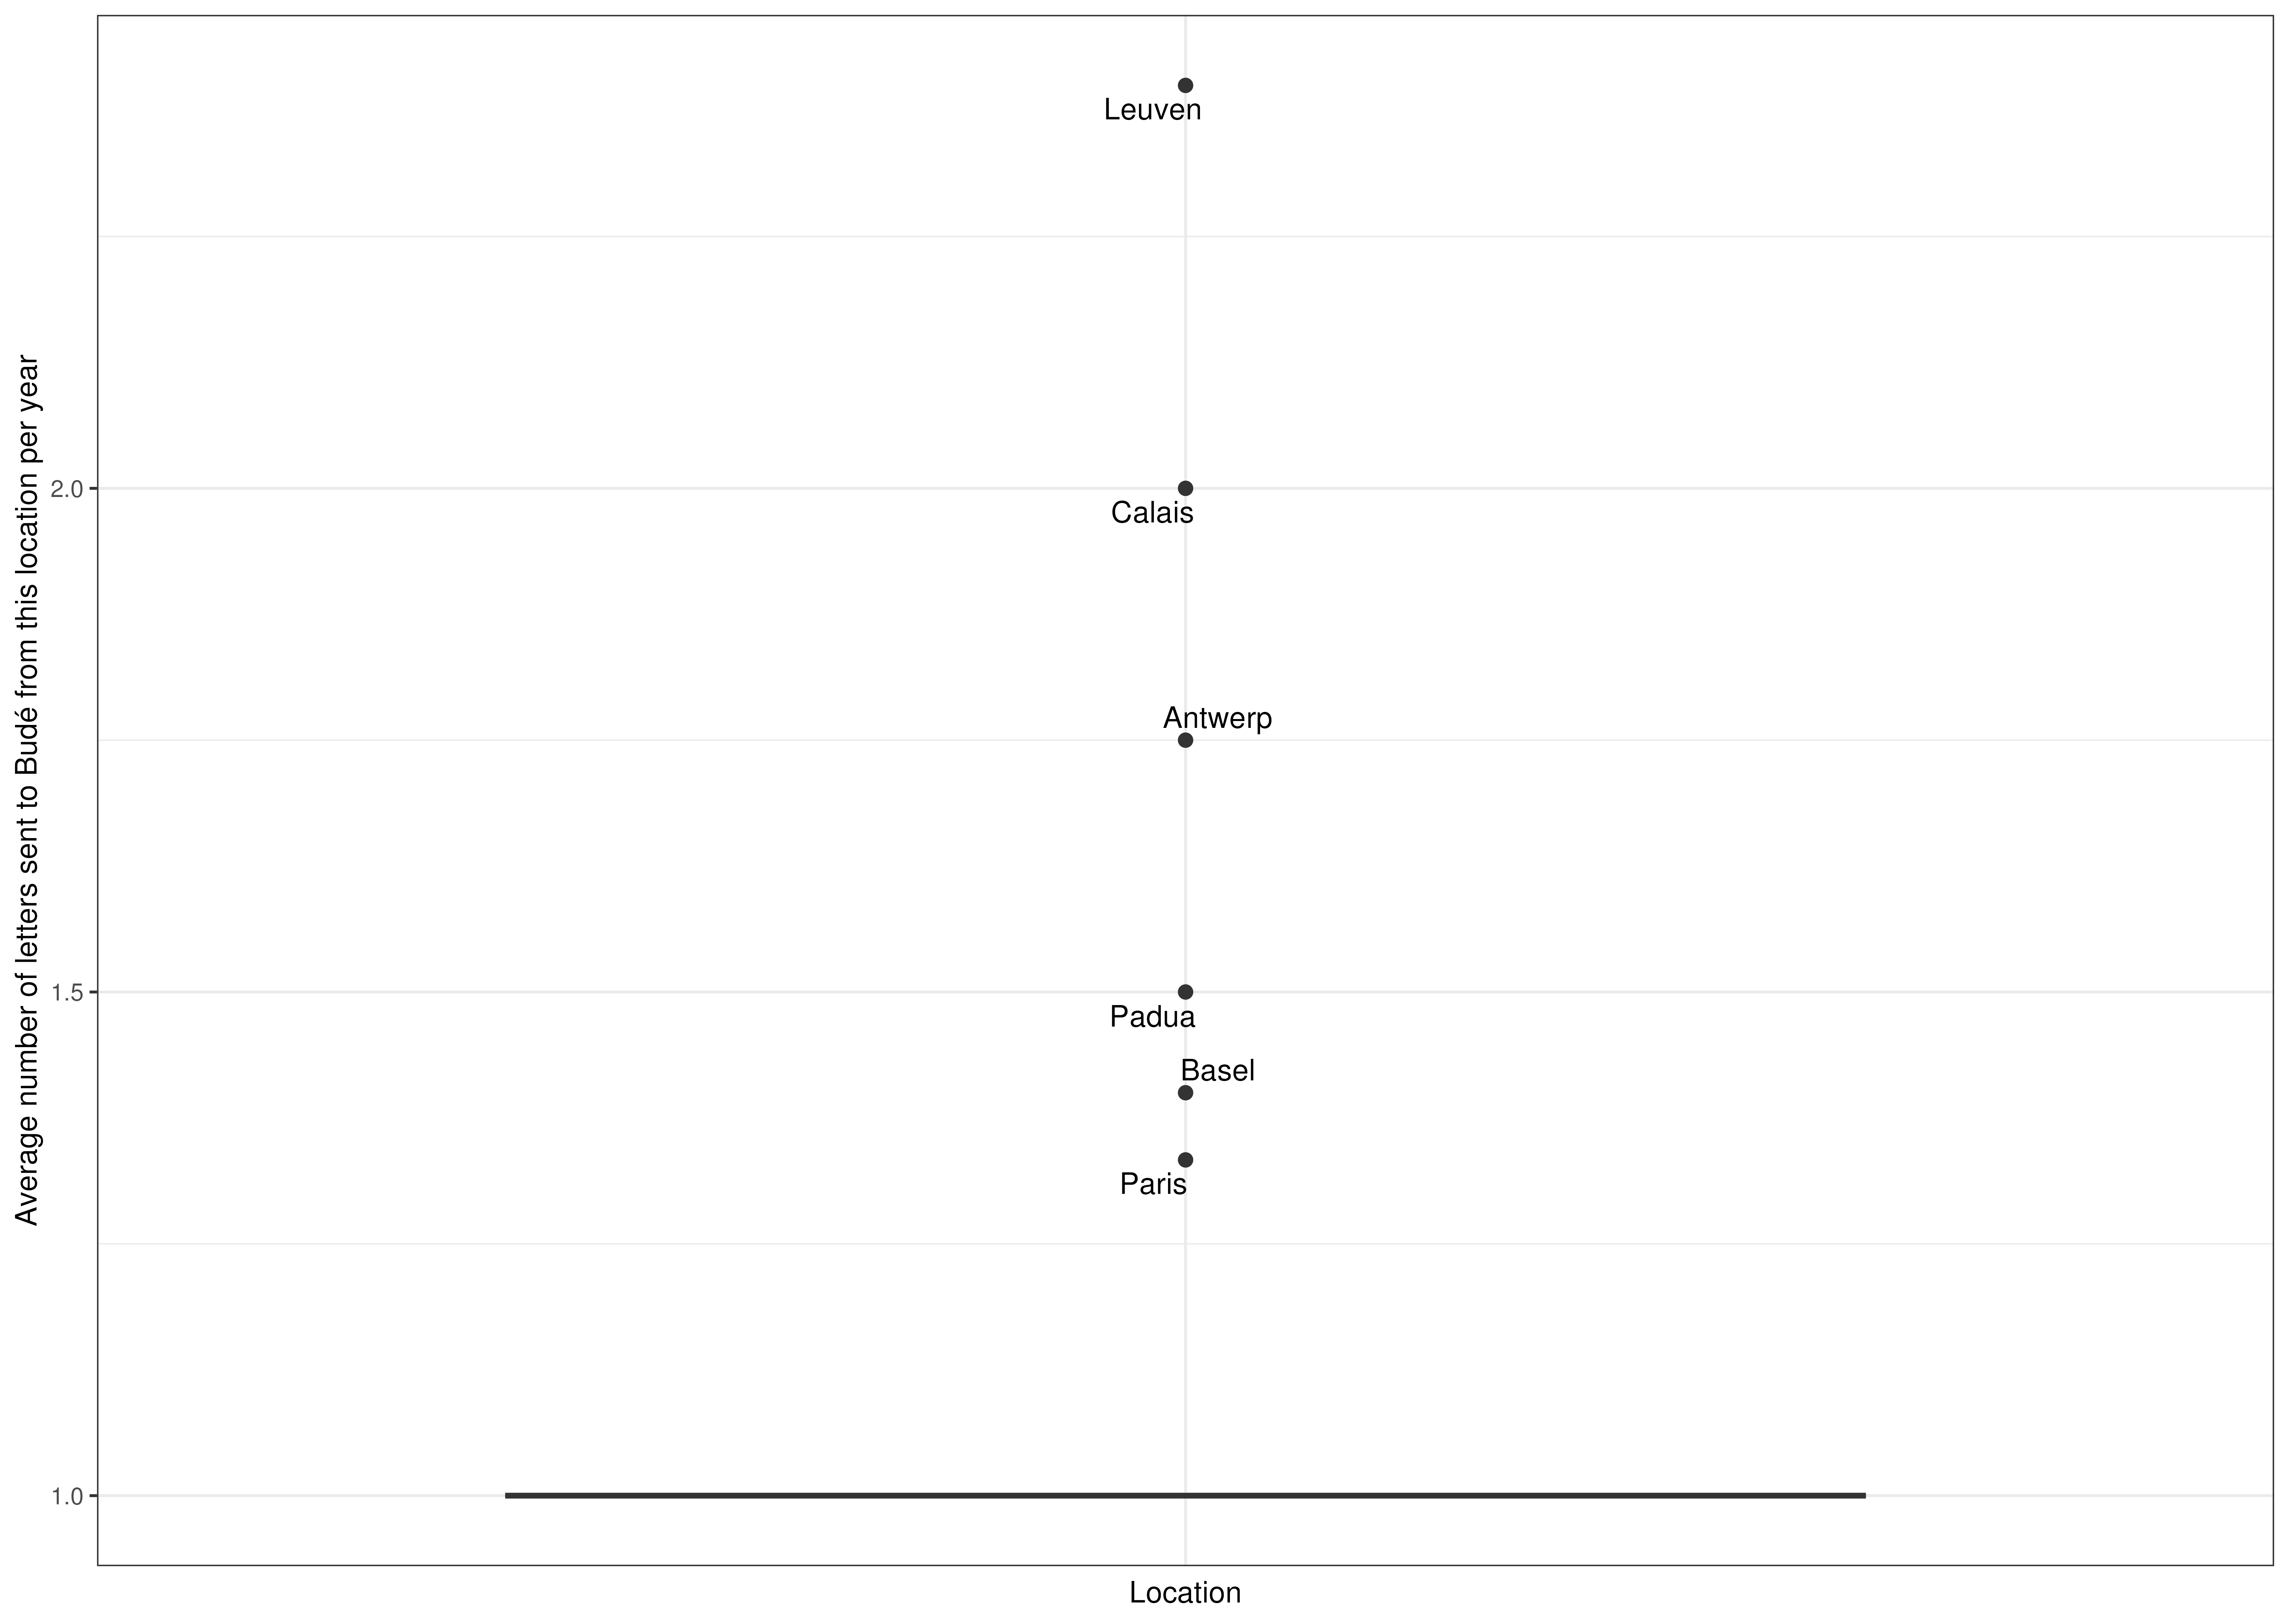 Leuven
2.0
Calais
Antwerp
1.5
Padua
Basel
Paris
1.0
Location
Average number of letters sent to Budé from this location per year